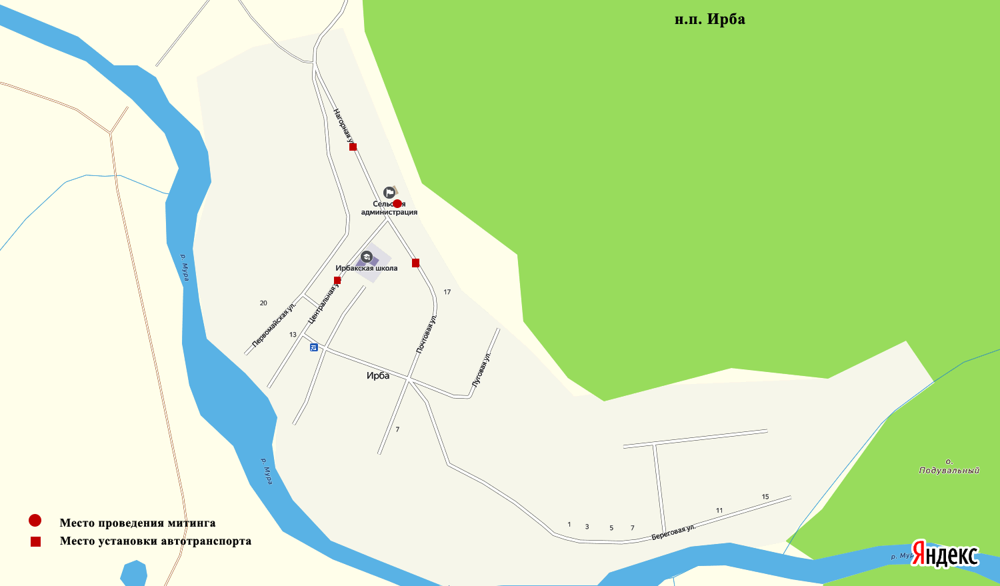 н.п. Ирба
Нагорная ул.
Сельская
администрация
р. Мура
Ирбакская школа
17
20
Центральная ул.
Первомайская ул.
13
Почтовая ул.
Луговая ул.
Ирба
7
р. Мура
о.
Подувальный
15
11
1
3
5
7
Береговая ул.
Место проведения митинга
Место установки автотранспорта
р. Мура
Яндекс